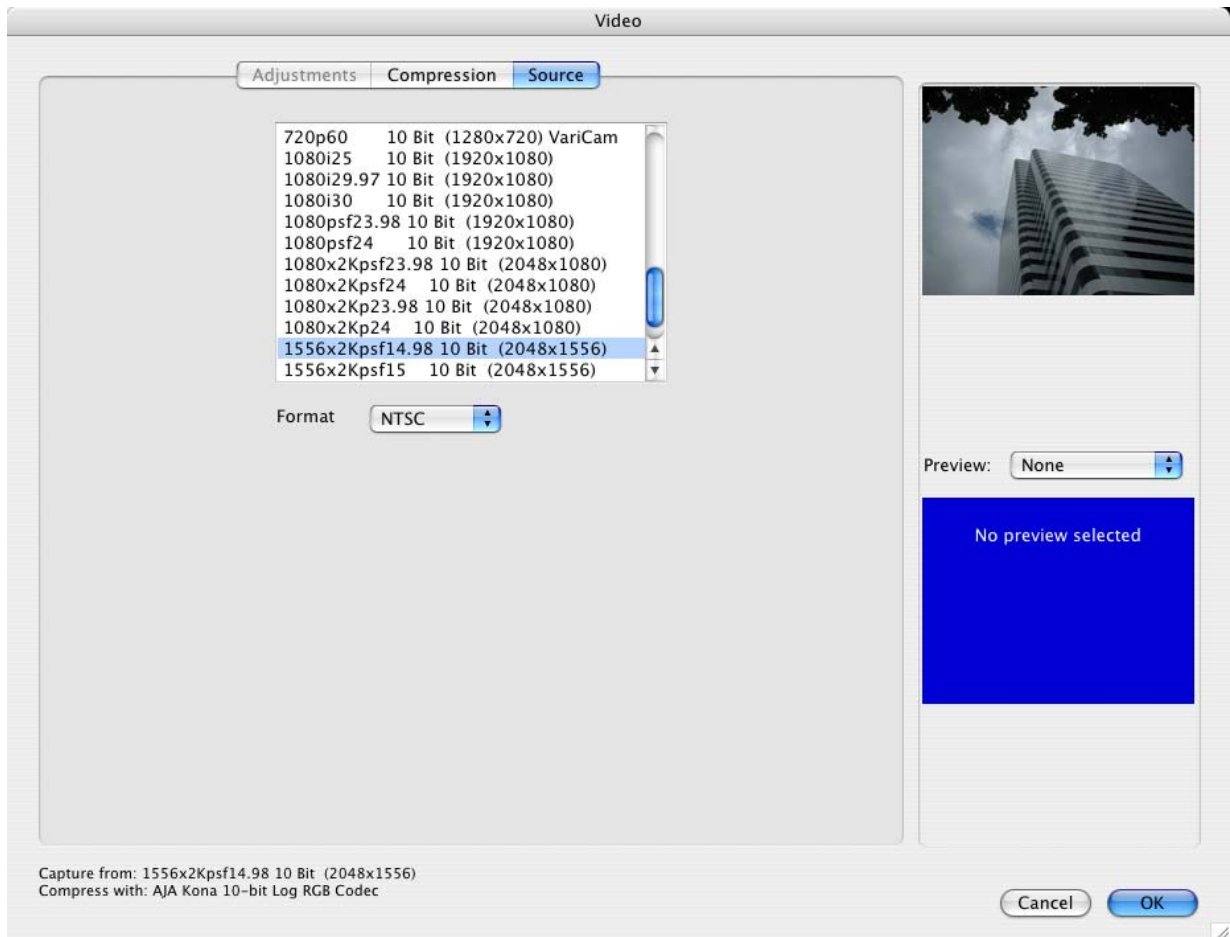 Video
Adjustments Compression Source
720p60 10 Bit (1280x720) VariCam
1080i25 10 Bit (1920x1080)
1080i29.97 10 Bit (1920x1080)
1080i30 10 Bit (1920x1080)
1080psf23.98 10 Bit (1920x1080)
1080psf24 10 Bit (1920x1080)
1080x2Kpsf23.98 10 Bit (2048x1080)
1080x2Kpsf24 10 Bit (2048x1080)
1080x2Kp23.98 10 Bit (2048x1080)
1080x2Kp24 10 Bit (2048x1080)
1556x2Kpsf14.98 10 Bit (2048x1556)
1556x2Kpsf15 10 Bit (2048x1556)
Format NTSC
Preview: None
No preview selected
Capture from: 1556x2Kpsf14.98 10 Bit (2048x1556)
Compress with: AJA Kona 10-bit Log RGB Codec
Cancel OK